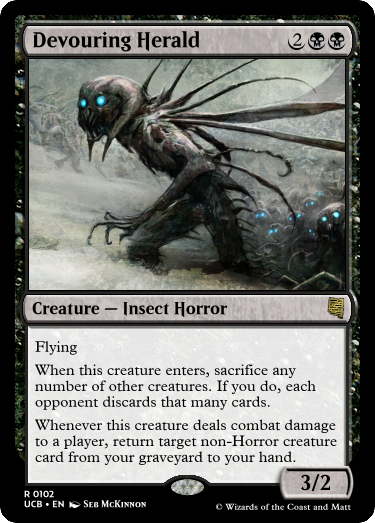 Devouring Herald 2
Creature — Insect Horror
Flying
When this creature enters, sacrifice any
number of other creatures. If you do, each
opponent discards that many cards.
Whenever this creature deals combat damage
to a player, return target non-Horror creature
card from your graveyard to your hand.
3/2
R 0102
UCB • EN Seb McKinnon
© Wizards of the Coast and Matt